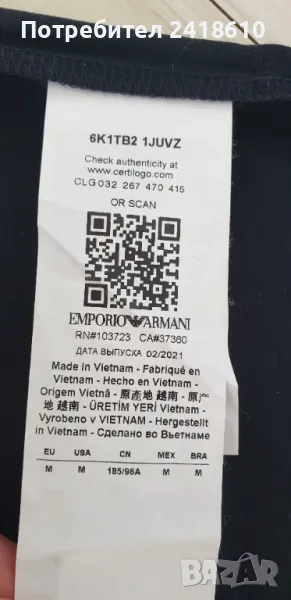 Потребител 2418610
6K1TB2 1JUVZ
Check authenticity at
www.certilogo.com
CLG 032 267 470 415
OR SCAN
EMPORIO ARMANI
RN#103723 CA#37360
ДАТА ВЫПУСКА 02/2021
Made in Vietnam - Fabriqué en
Vietnam - Hecho en Vietnam -
Origem Vietnã - 原產地 越南 - 原产
地 越南 - ÜRETİM YERİ Vietnam -
Vyrobeno v VIETNAM - Hergestellt
in Vietnam - Сделано во Вьетнаме
EU USA CN MEX BRA
M M 185/96A M M
BAZAR